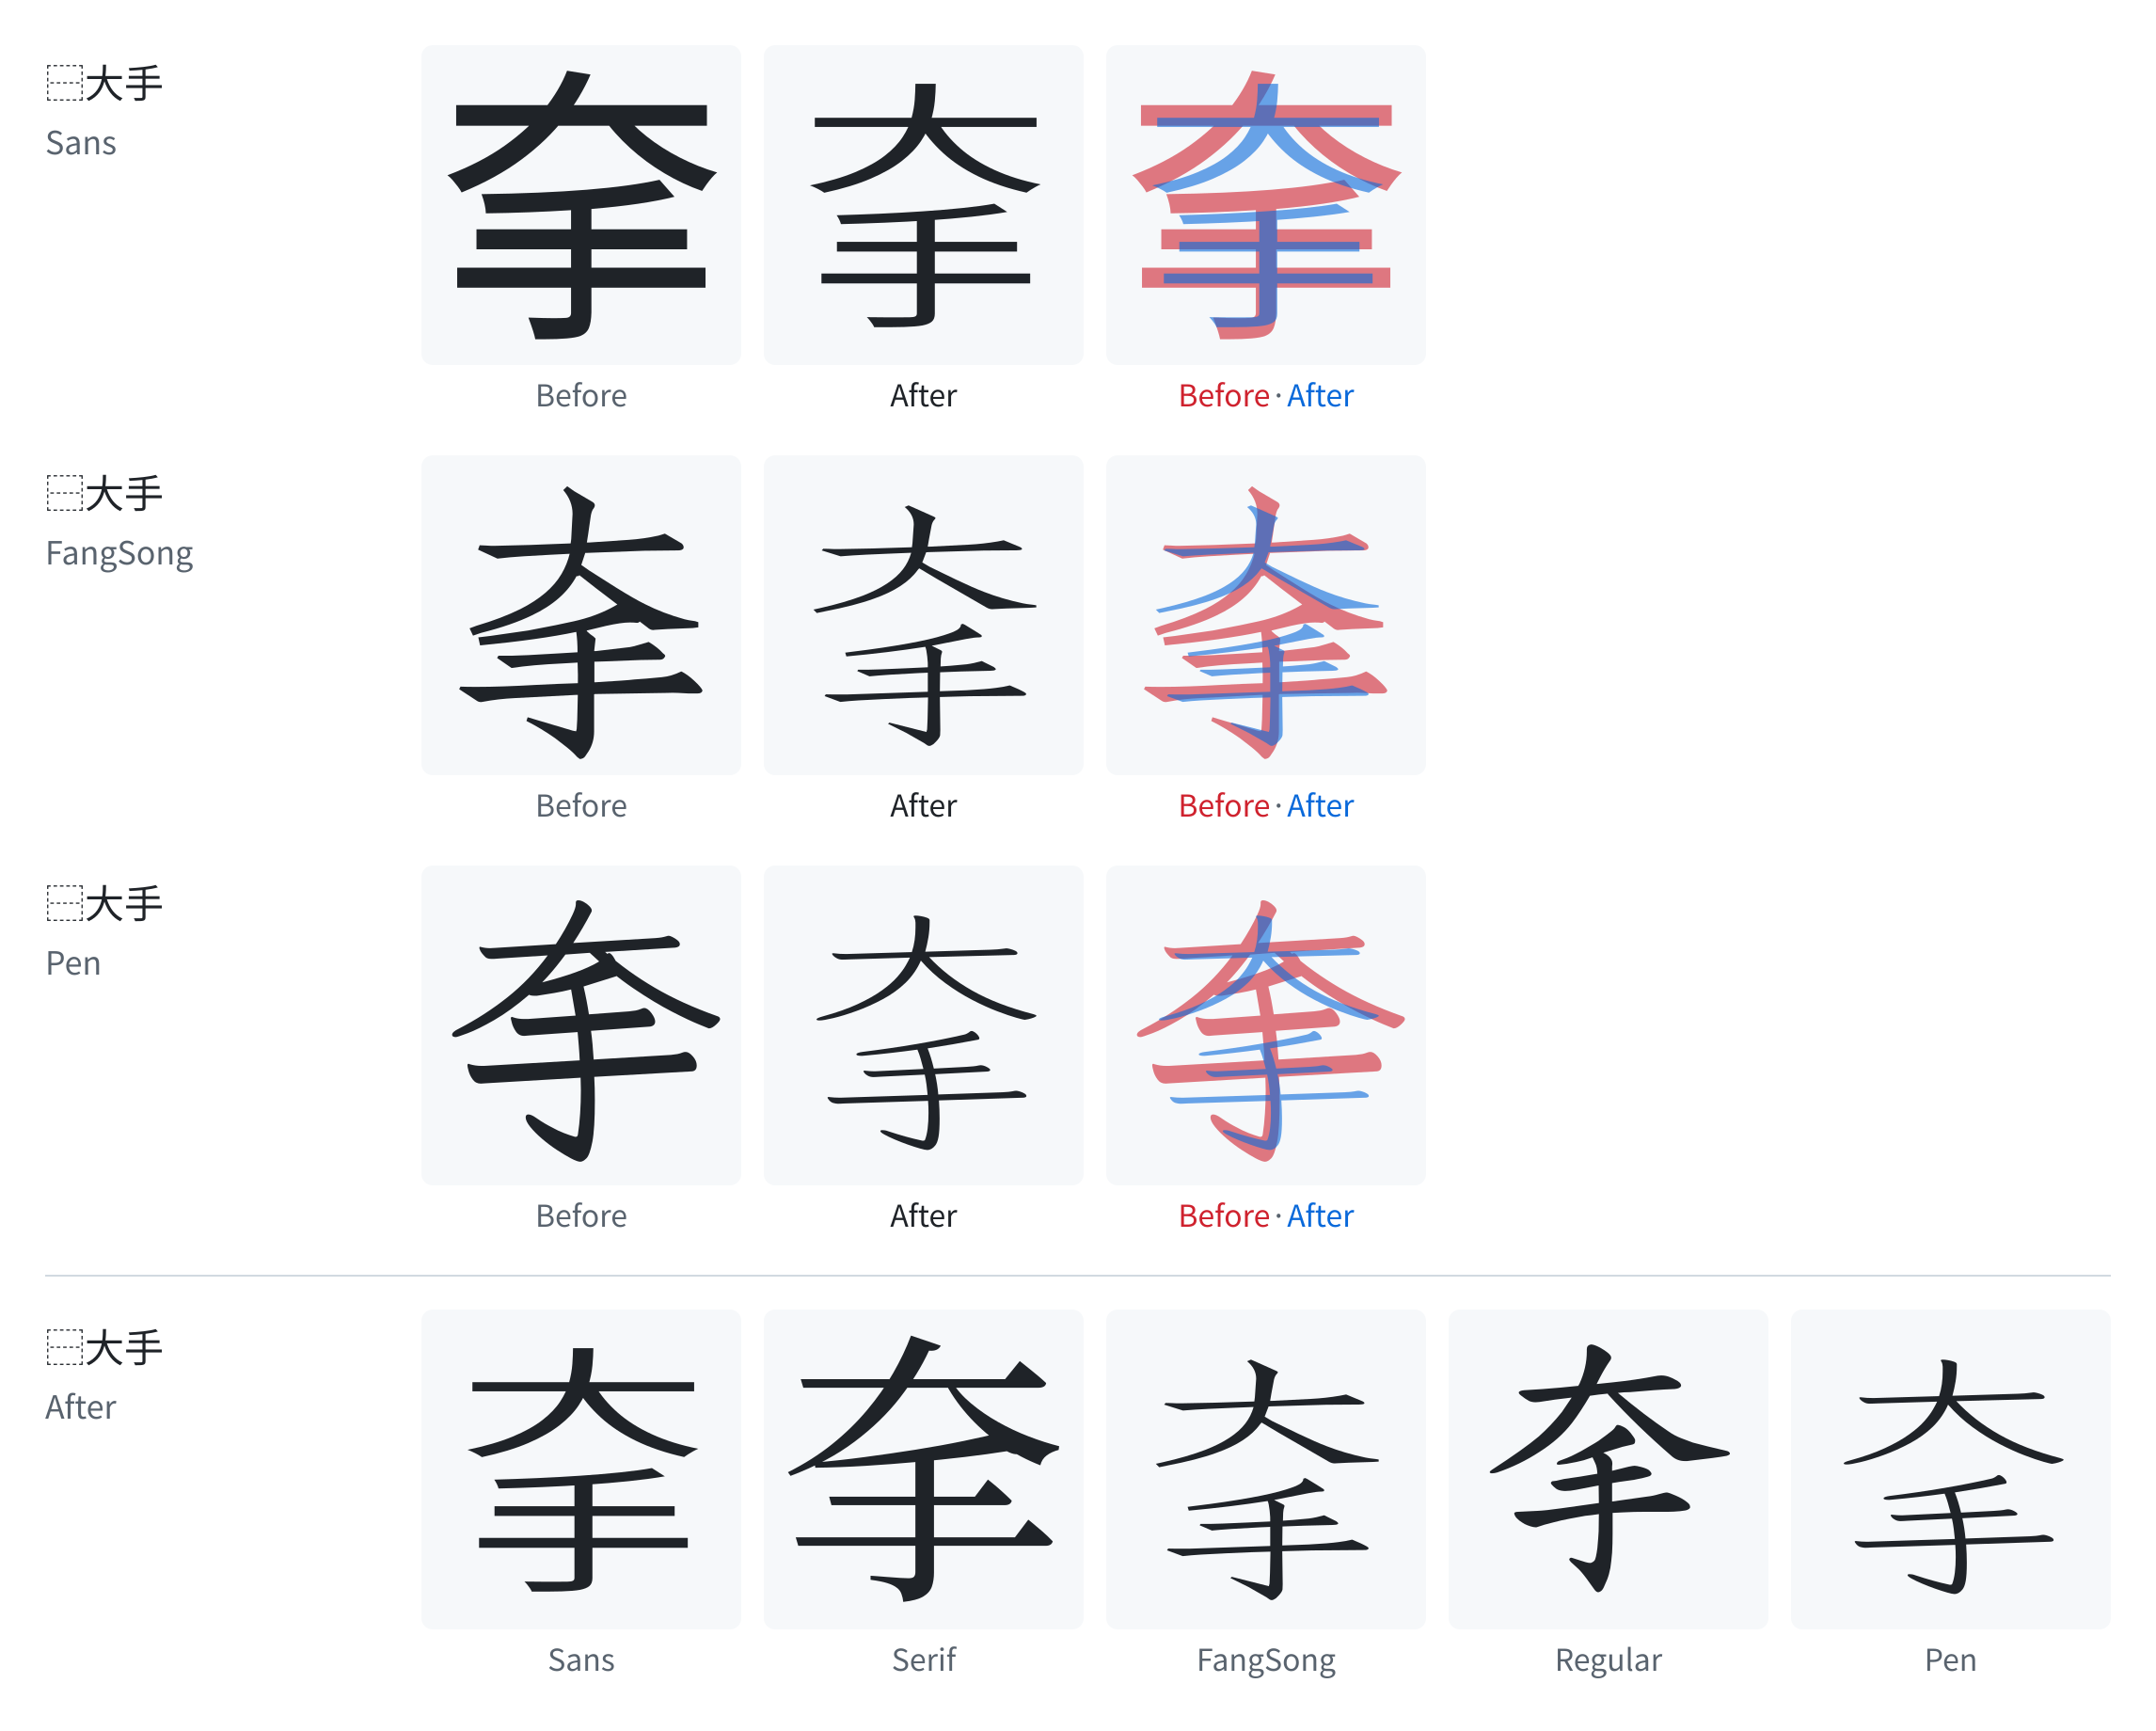 ⿱大手
Sans
Before
After
Before · After
⿱大手
FangSong
Before
After
Before · After
⿱大手
Pen
Before
After
Before · After
⿱大手
After
Sans
Serif
FangSong
Regular
Pen